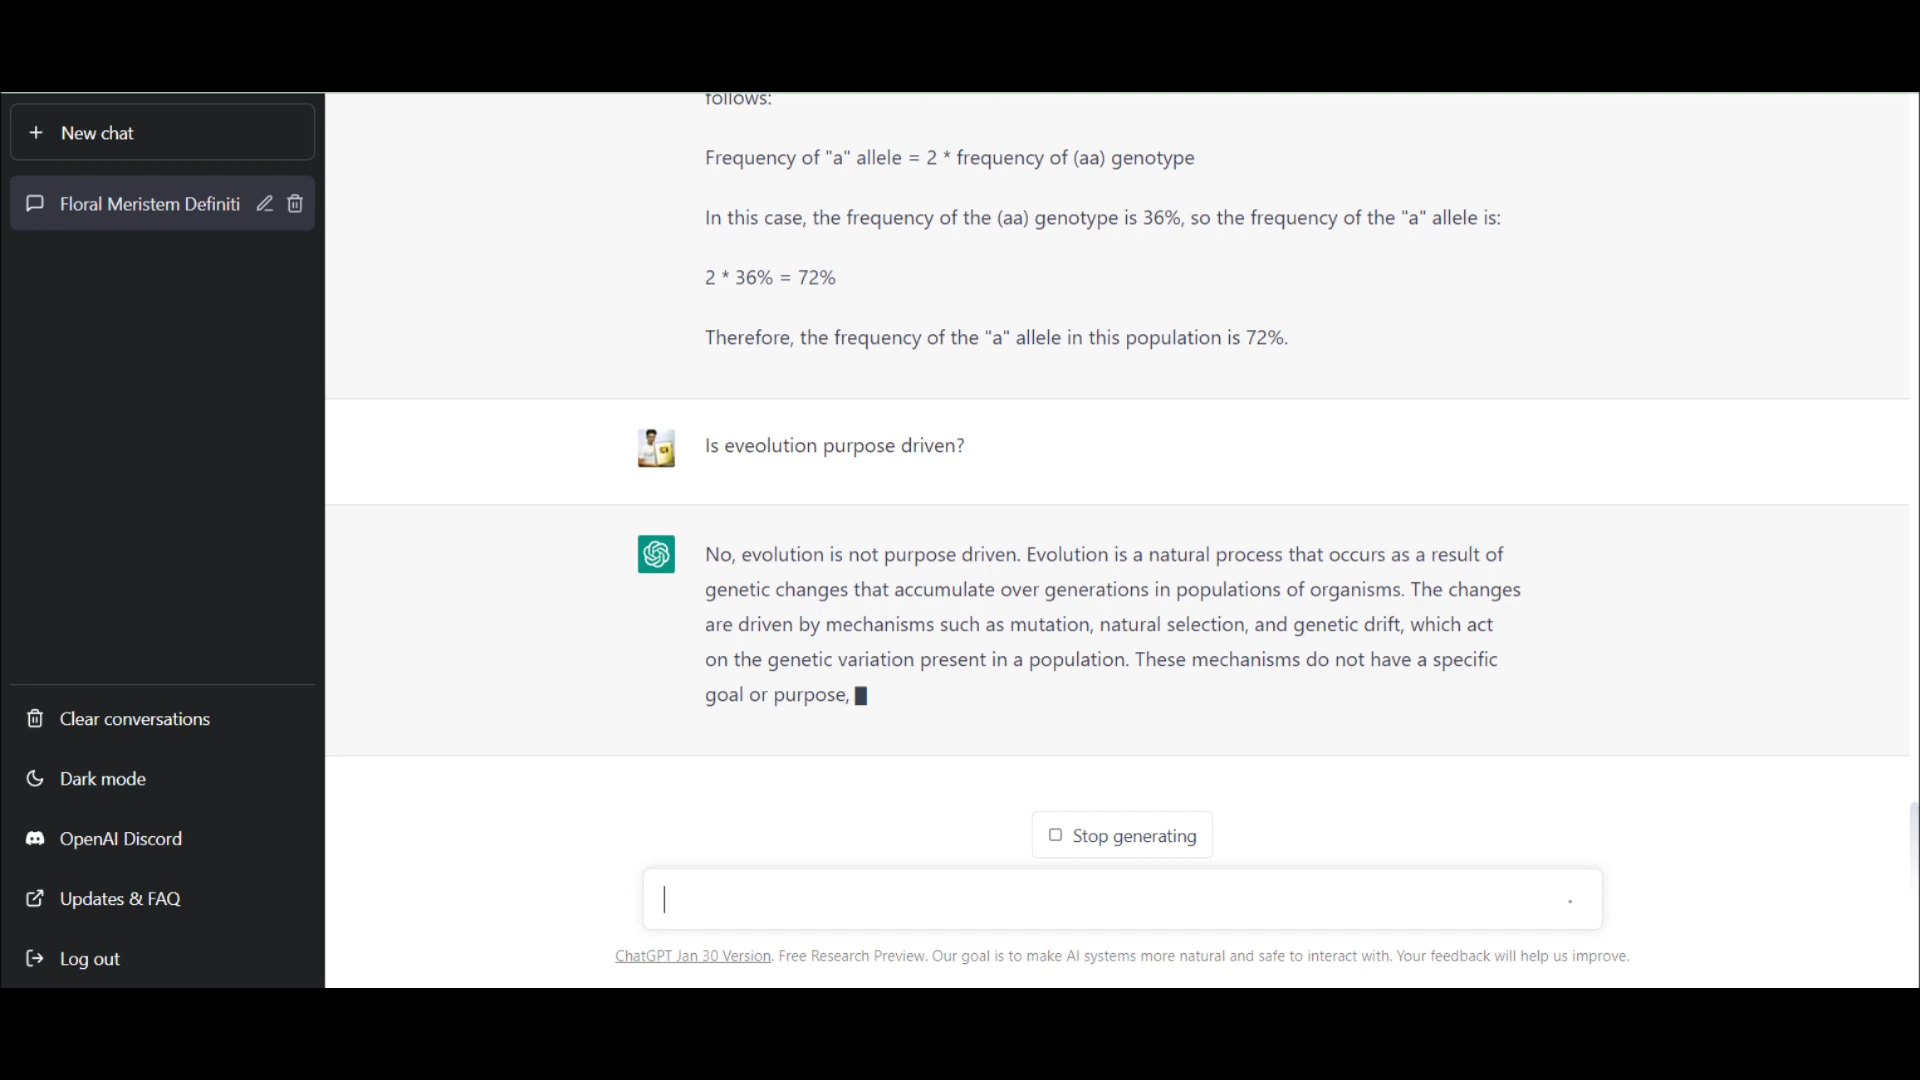 New chat
Floral Meristem Definiti
Clear conversations
Dark mode
OpenAI Discord
Updates & FAQ
Log out
follows:
Frequency of "a" allele = 2 * frequency of (aa) genotype
In this case, the frequency of the (aa) genotype is 36%, so the frequency of the "a" allele is:
2 * 36% = 72%
Therefore, the frequency of the "a" allele in this population is 72%.
Is eveolution purpose driven?
No, evolution is not purpose driven. Evolution is a natural process that occurs as a result of
genetic changes that accumulate over generations in populations of organisms. The changes
are driven by mechanisms such as mutation, natural selection, and genetic drift, which act
on the genetic variation present in a population. These mechanisms do not have a specific
goal or purpose,
Stop generating
ChatGPT Jan 30 Version. Free Research Preview. Our goal is to make AI systems more natural and safe to interact with. Your feedback will help us improve.